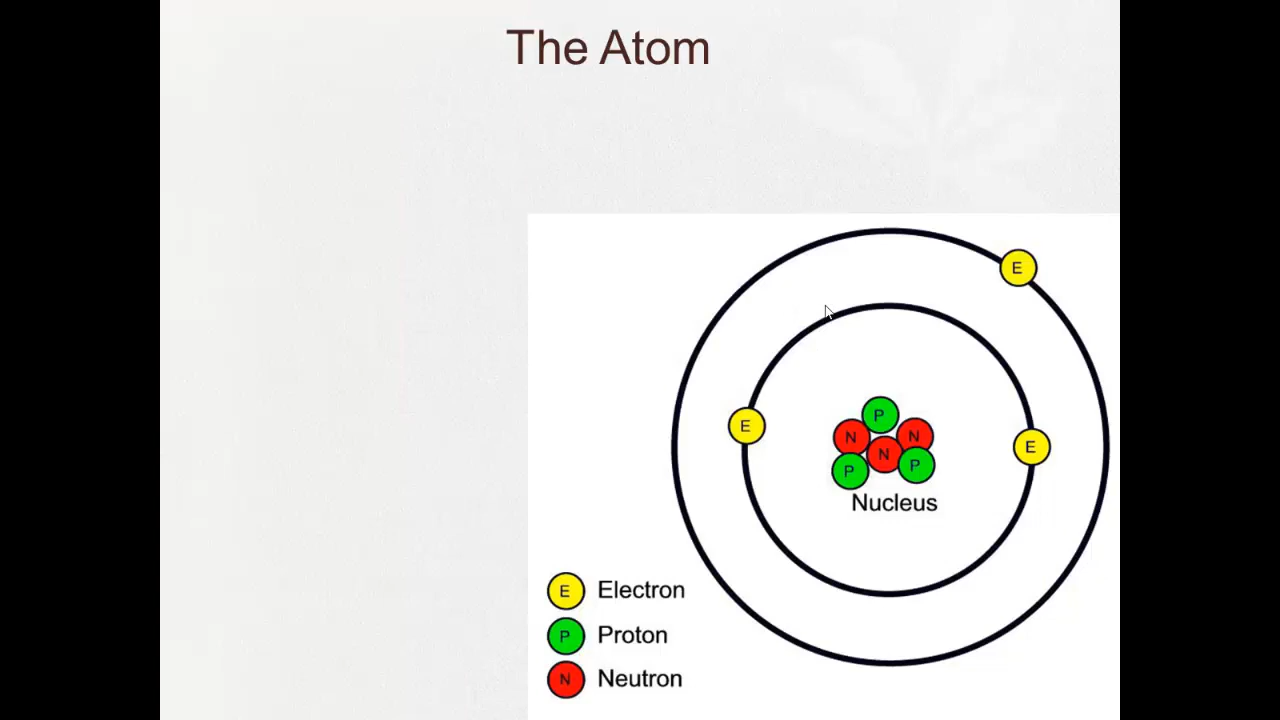 The Atom
E
P
N
N
E
E
N
P
P
Nucleus
E Electron
P Proton
N Neutron